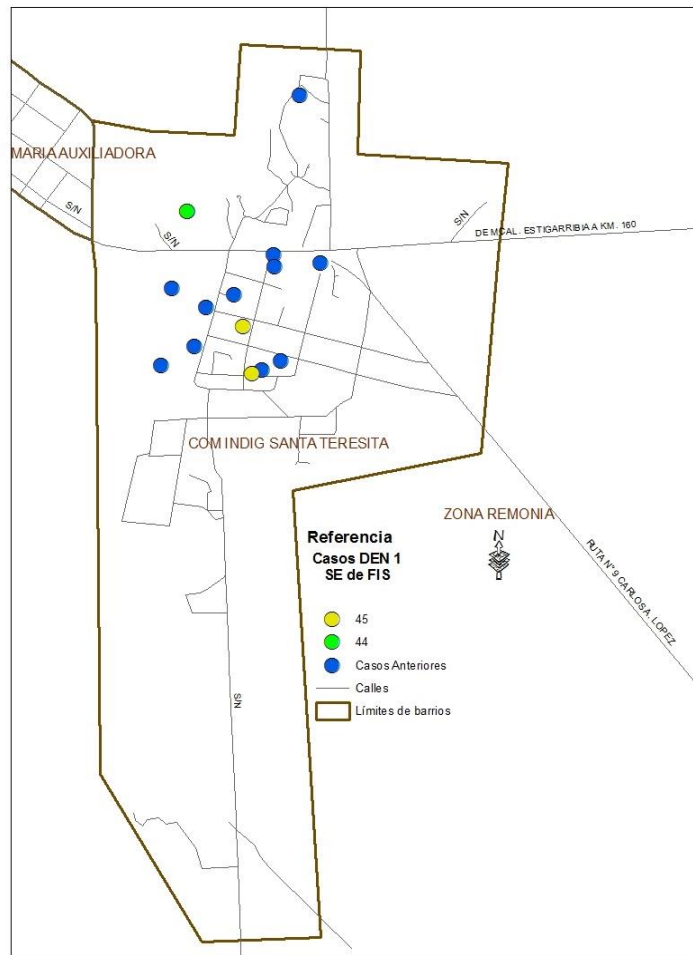 MARIA AUXILIADORA
S/N
S/N
S/N
DE MCAL. ESTIGARRIBIA A KM. 160
COM INDIG SANTA TERESITA
ZONA REMONIA
N
RUTA N° 9 CARLOS A. LOPEZ
Referencia
Casos DEN 1
SE de FIS
45
44
Casos Anteriores
Calles
Límites de barrios
S/N